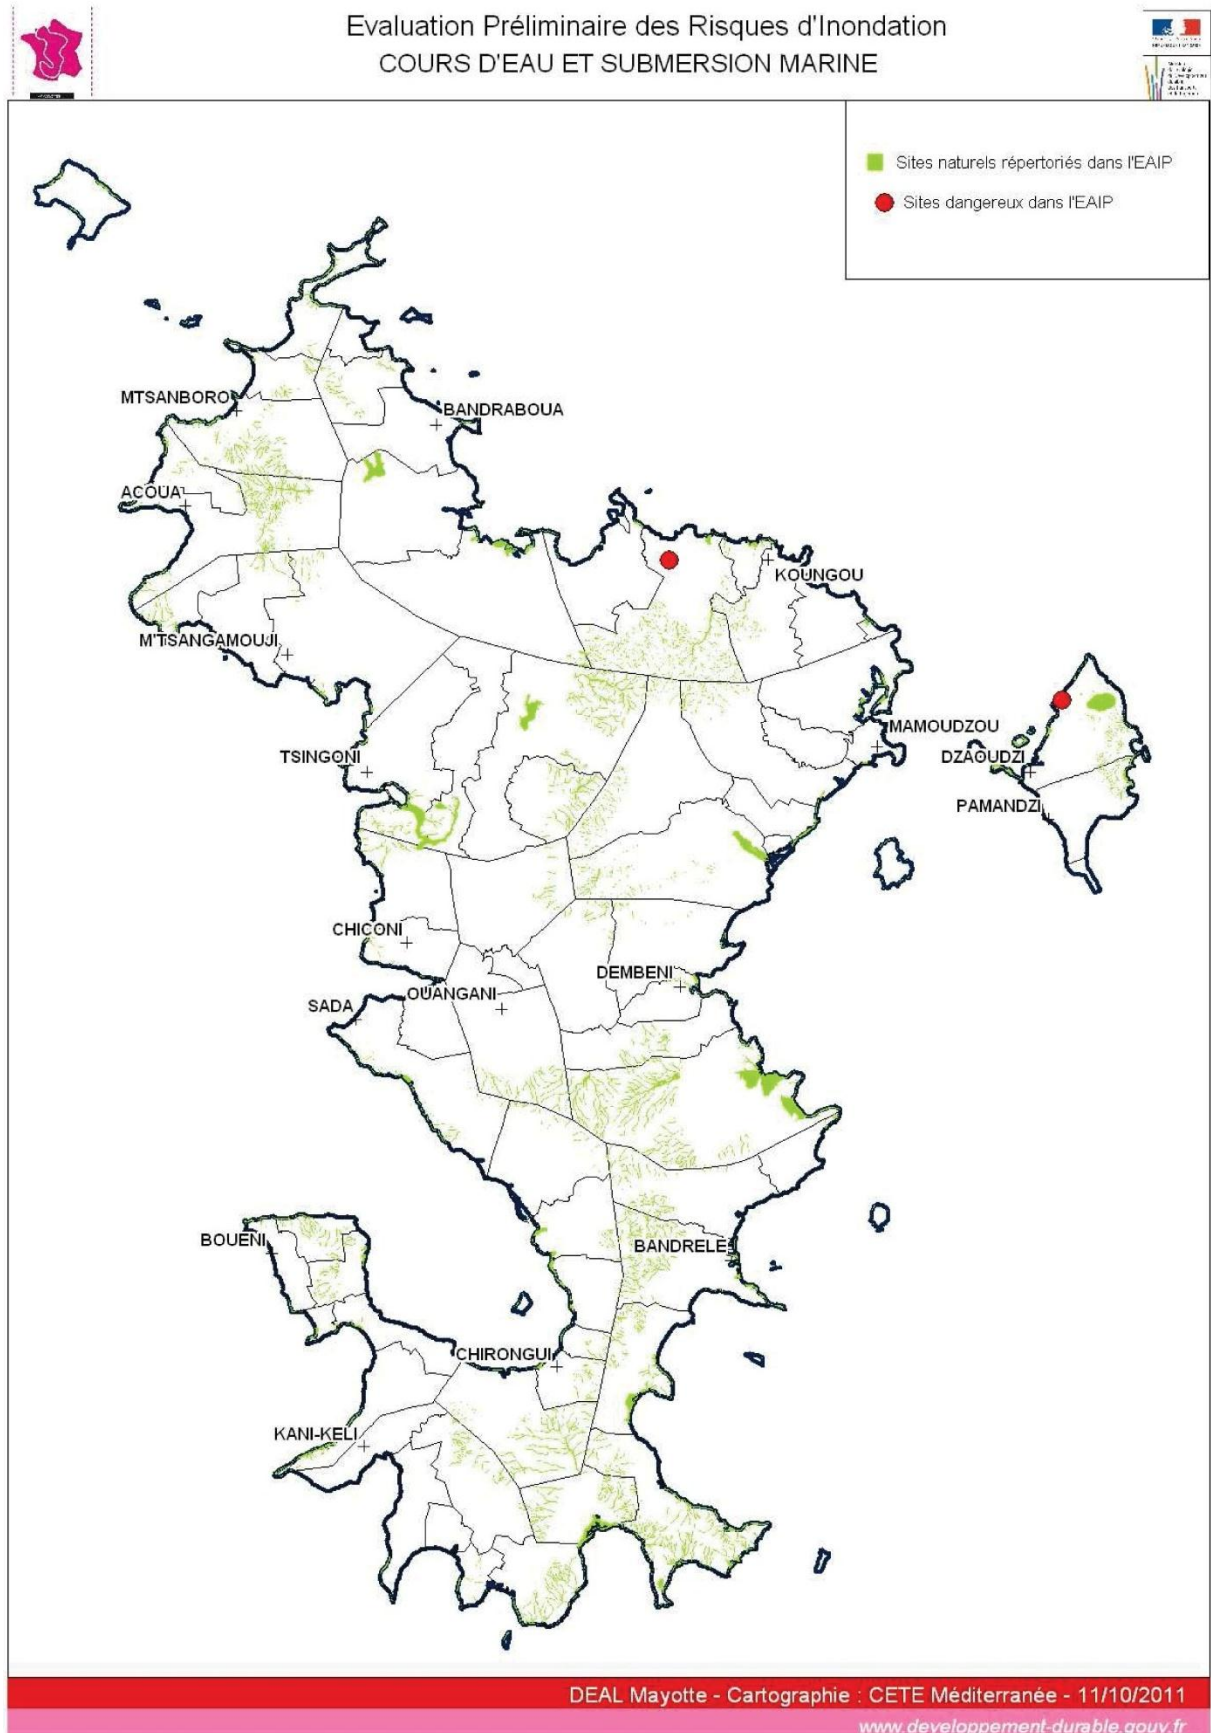 Evaluation Préliminaire des Risques d'Inondation
COURS D'EAU ET SUBMERSION MARINE
Sites naturels répertoriés dans l'EAIP
Sites dangereux dans l'EAIP
MTSANBORO
BANDRABOUA
ACOUA
KOUNGOU
M'TSANGAMOUJI
MAMOUDZOU
TSINGONI
DZAOUDZI
PAMANDZI
CHICONI
DEMBENI
OUANGANI
SADA
BOUENI
BANDRELE
CHIRONGUI
KANI-KELI
DEAL Mayotte - Cartographie : CETE Méditerranée - 11/10/2011
www.developpement-durable.gouv.fr